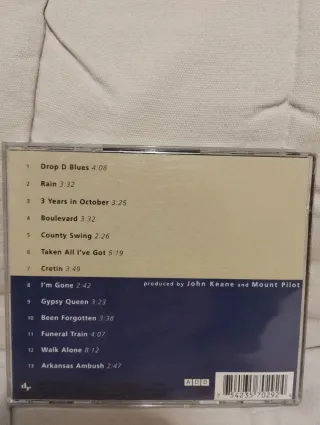 1 Drop D Blues 4:08
2 Rain 3:32
3 3 Years in October 3:25
4 Boulevard 3:32
5 County Swing 2:26
6 Taken All I've Got 5:19
7 Cretin 3:49
8 I'm Gone 2:42
produced by John Keane and Mount Pilot
9 Gypsy Queen 3:23
10 Been Forgotten 3:38
11 Funeral Train 4:07
12 Walk Alone 8:12
13 Arkansas Ambush 2:47